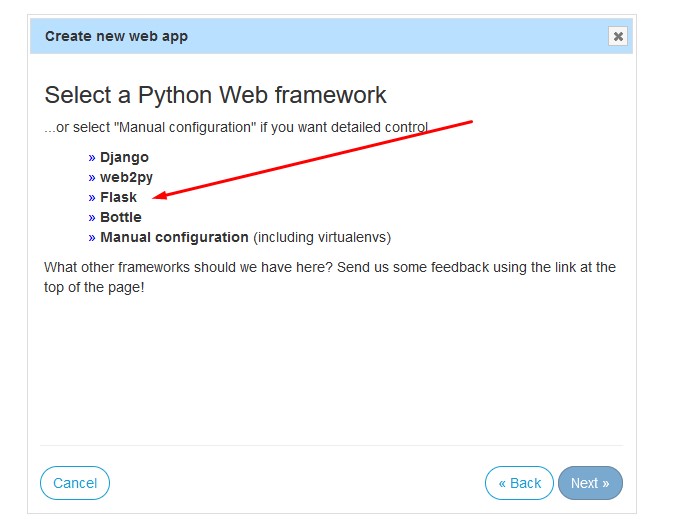 Create new web app
Select a Python Web framework
...or select "Manual configuration" if you want detailed control
» Django
» web2py
» Flask
» Bottle
» Manual configuration (including virtualenvs)
What other frameworks should we have here? Send us some feedback using the link at the
top of the page!
Cancel
« Back
Next »